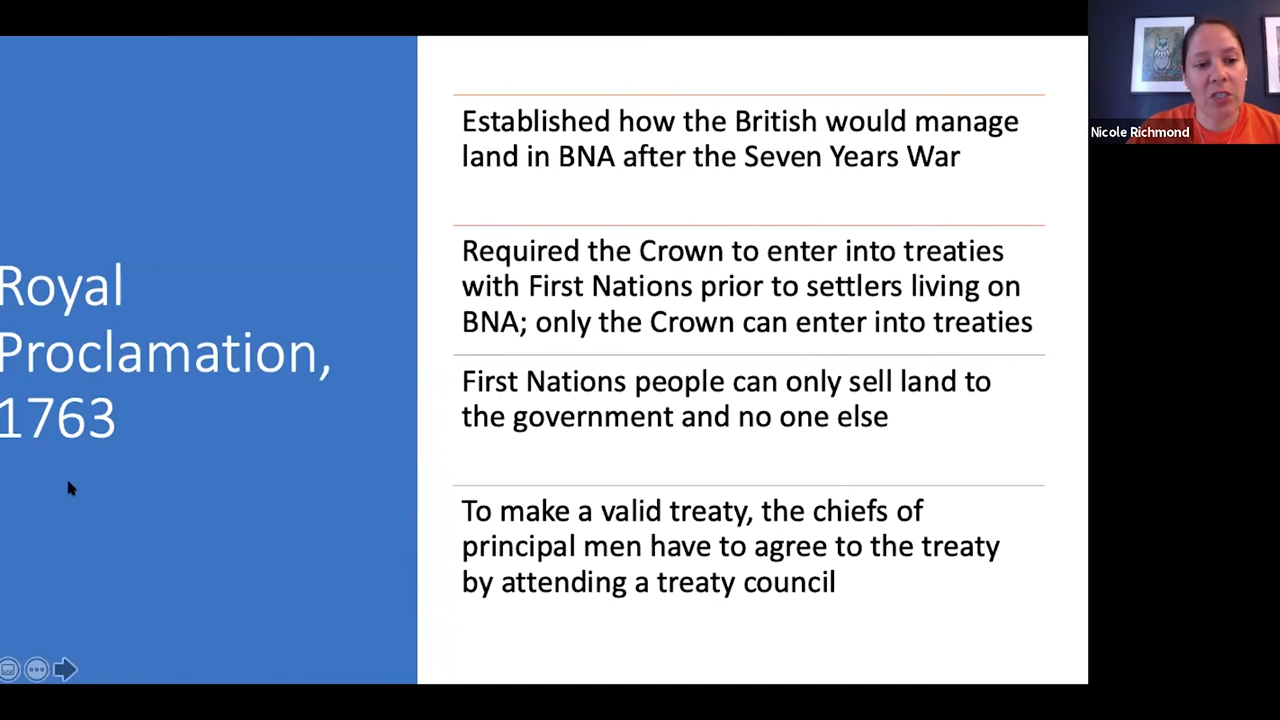 Royal
Proclamation,
1763
Established how the British would manage
land in BNA after the Seven Years War
Required the Crown to enter into treaties
with First Nations prior to settlers living on
BNA; only the Crown can enter into treaties
First Nations people can only sell land to
the government and no one else
To make a valid treaty, the chiefs of
principal men have to agree to the treaty
by attending a treaty council
Nicole Richmond